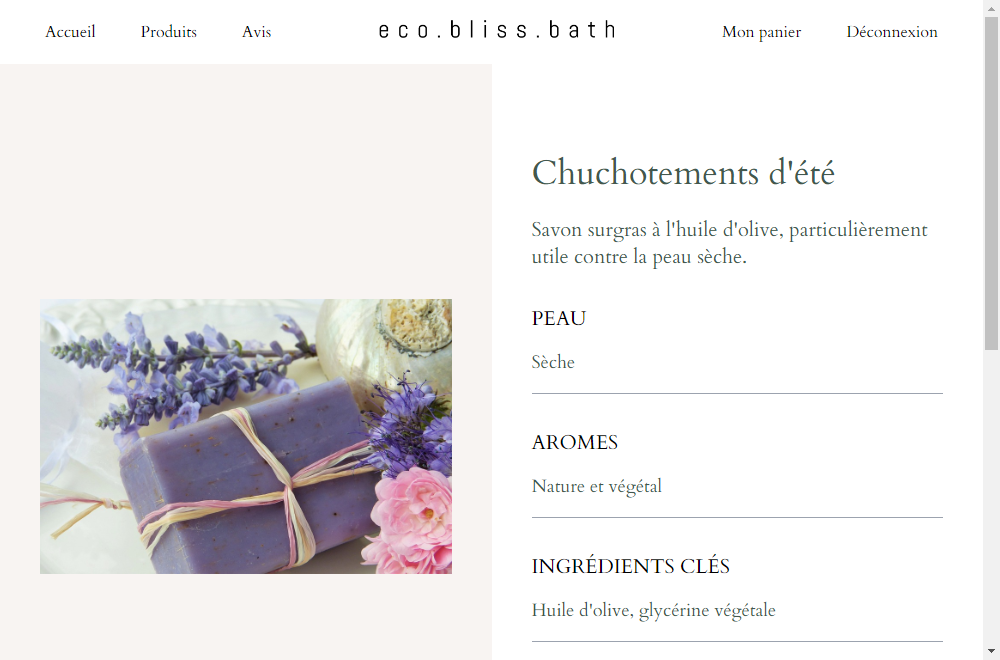 Accueil
Produits
Avis
eco.bliss.bath
Mon panier
Déconnexion
Chuchotements d'été
Savon surgras à l'huile d'olive, particulièrement
utile contre la peau sèche.
PEAU
Sèche
AROMES
Nature et végétal
INGRÉDIENTS CLÉS
Huile d'olive, glycérine végétale